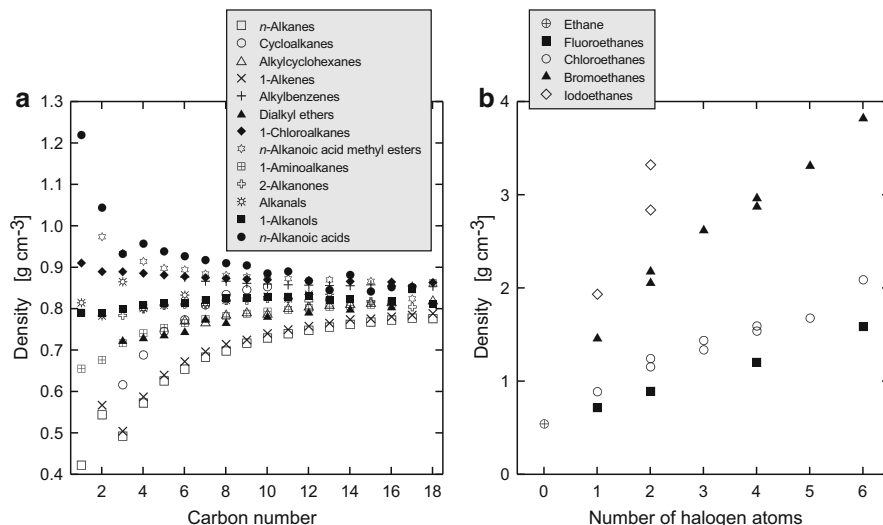 n-Alkanes
Cycloalkanes
Alkylcyclohexanes
1-Alkenes
Alkylbenzenes
Dialkyl ethers
1-Chloroalkanes
n-Alkanoic acid methyl esters
1-Aminoalkanes
2-Alkanones
Alkanals
1-Alkanols
n-Alkanoic acids
a
1.3
1.2
1.1
1.0
0.9
0.8
0.7
0.6
0.5
0.4
Density [g cm-3]
2 4 6 8 10 12 14 16 18
Carbon number
Ethane
Fluoroethanes
Chloroethanes
Bromoethanes
Iodoethanes
b
4
3
2
1
0
Density [g cm-3]
0 1 2 3 4 5 6
Number of halogen atoms